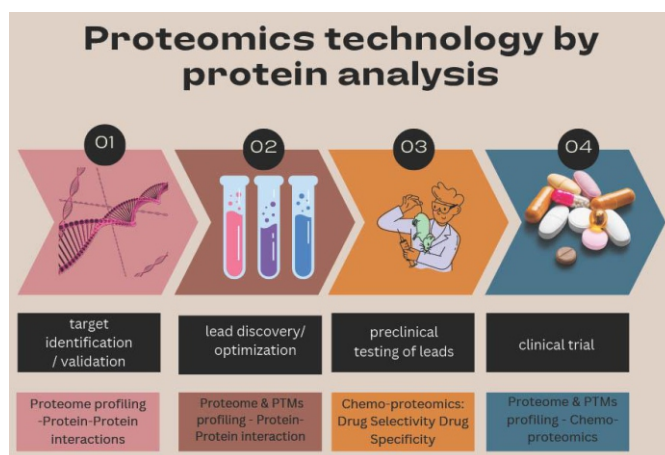 Proteomics technology by
protein analysis
01
02
03
04
target
identification
/ validation
lead discovery/
optimization
preclinical
testing of leads
clinical trial
Proteome profiling
-Protein-Protein
interactions
Proteome & PTMs
profiling - Protein-
Protein interaction
Chemo-proteomics:
Drug Selectivity Drug
Specificity
Proteome & PTMs
profiling - Chemo-
proteomics